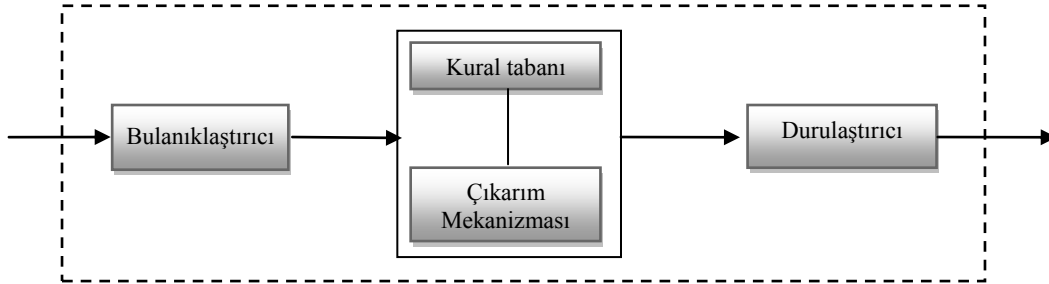 Kural tabanı
Bulanıklaştırıcı
Durulaştırıcı
Çıkarım
Mekanizması